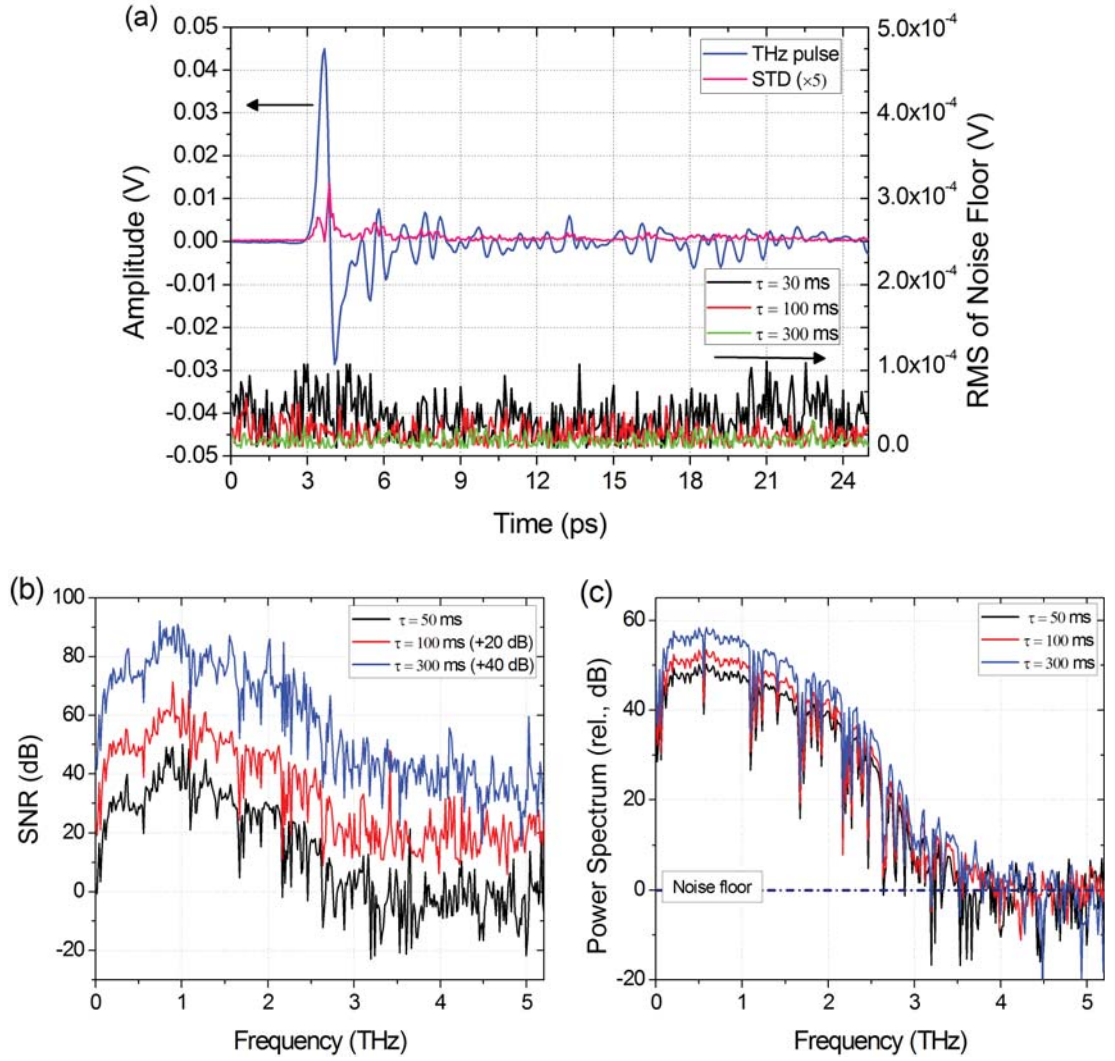 (a)
0.05
0.04
0.03
0.02
0.01
0.00
-0.01
-0.02
-0.03
-0.04
-0.05
Amplitude (V)
THz pulse
STD (×5)
τ = 30 ms
τ = 100 ms
τ = 300 ms
5.0x10⁻⁴
4.0x10⁻⁴
3.0x10⁻⁴
2.0x10⁻⁴
1.0x10⁻⁴
0.0
RMS of Noise Floor (V)
0 3 6 9 12 15 18 21 24
Time (ps)
(b)
100
80
60
40
20
0
-20
SNR (dB)
τ = 50 ms
τ = 100 ms (+20 dB)
τ = 300 ms (+40 dB)
0 1 2 3 4 5
Frequency (THz)
(c)
60
40
20
0
-20
Power Spectrum (rel., dB)
τ = 50 ms
τ = 100 ms
τ = 300 ms
Noise floor
0 1 2 3 4 5
Frequency (THz)